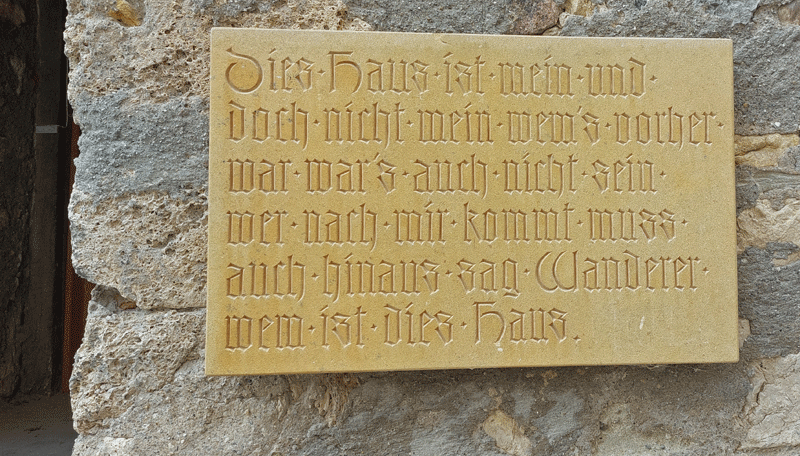 Dies·Haus·ist·mein·und·
doch·nicht·mein·wem's·vorher·
war·war's·auch·nicht·sein·
wer·nach·mir·kommt·muss·
auch·hinaus·sag·Wanderer·
wem·ist·dies·Haus.